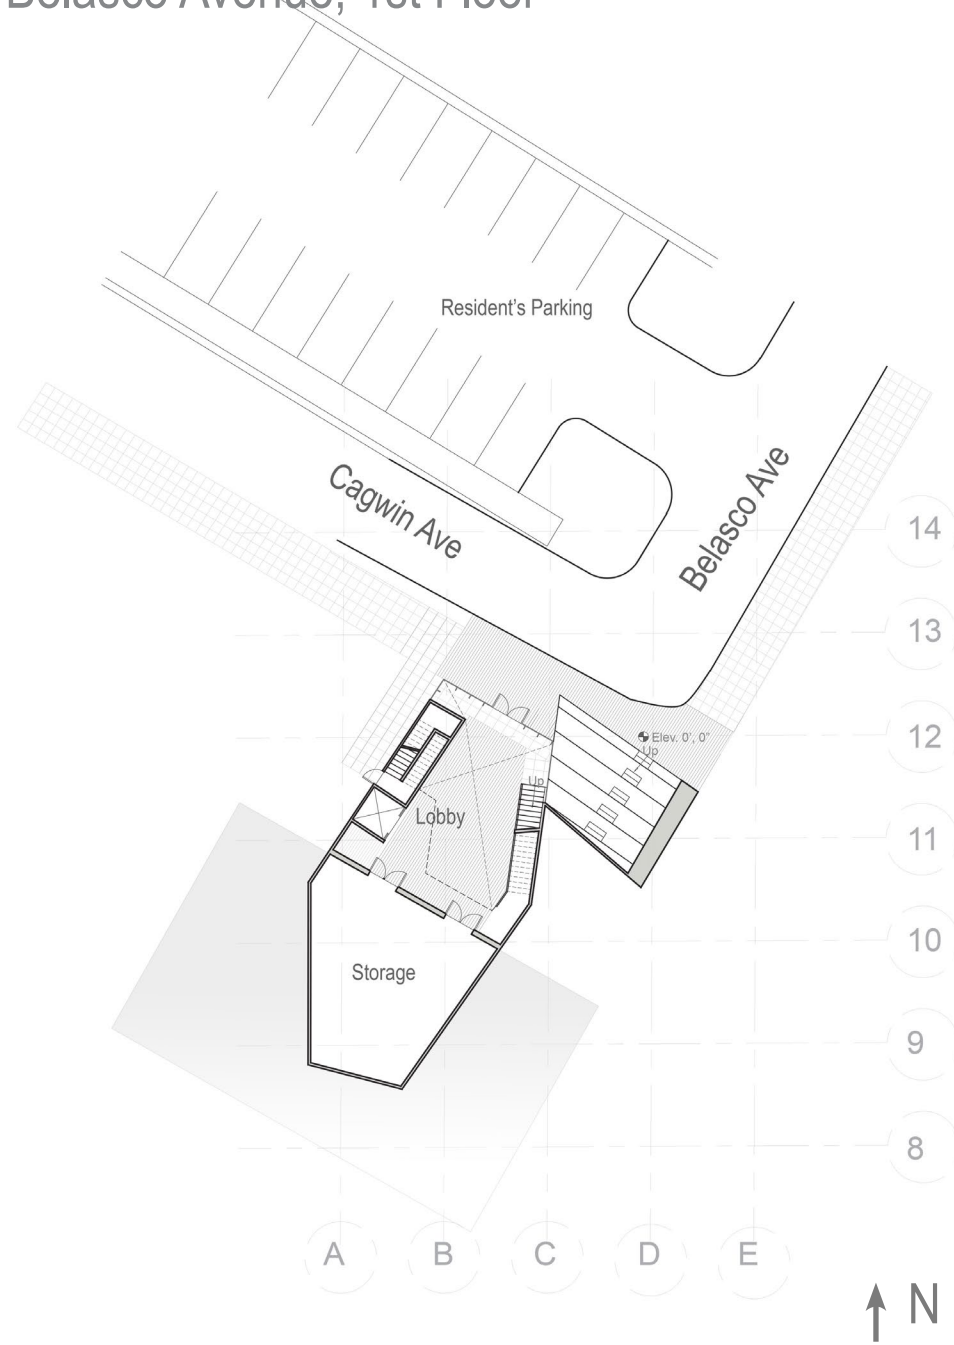 Belasco Avenue, 1st Floor
Resident's Parking
Cagwin Ave
Belasco Ave
14
13
12
Elev. 0', 0"
Up
Up
Lobby
11
10
Storage
9
8
A
B
C
D
E
N